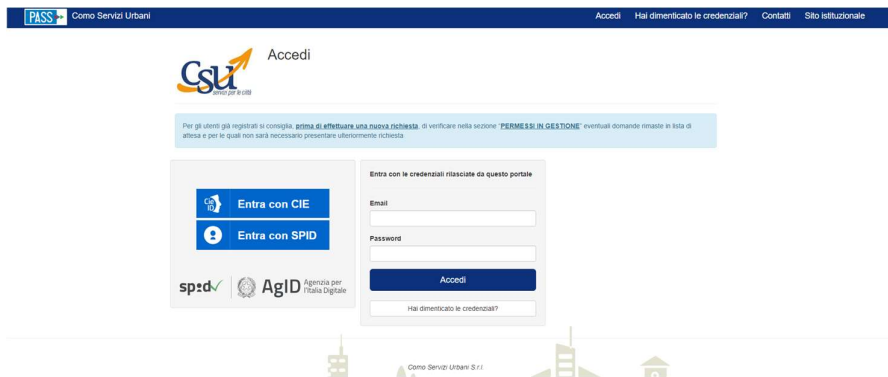 PASS Como Servizi Urbani
Accedi Hai dimenticato le credenziali? Contatti Sito istituzionale
Csu
servizi per le città
Accedi
Per gli utenti già registrati si consiglia, prima di effettuare una nuova richiesta, di verificare nella sezione "PERMESSI IN GESTIONE" eventuali domande rimaste in lista di
attesa e per le quali non sarà necessario presentare ulteriormente richiesta.
Cie
iD
Entra con CIE
Entra con SPID
sp:d
AgID Agenzia per
l'Italia Digitale
Entra con le credenziali rilasciate da questo portale
Email
Password
Accedi
Hai dimenticato le credenziali?
Como Servizi Urbani S.r.l.